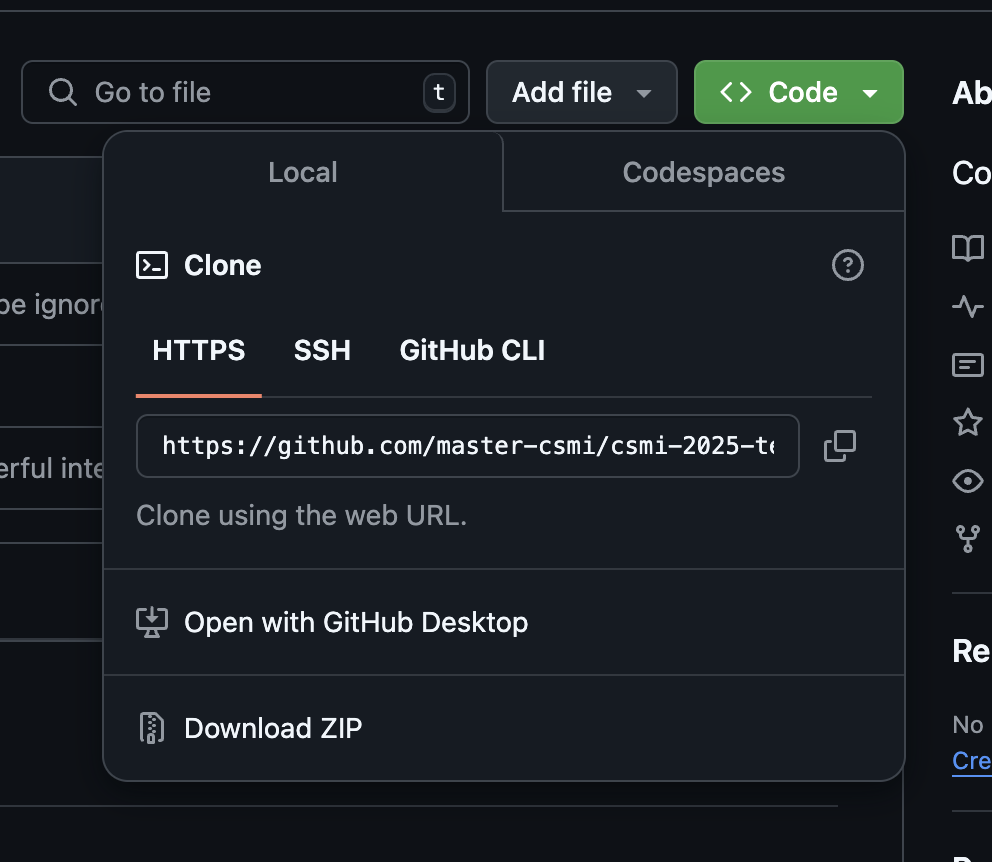 Go to file t Add file Code
Local Codespaces
Clone
HTTPS SSH GitHub CLI
https://github.com/master-csmi/csmi-2025-te
Clone using the web URL.
Open with GitHub Desktop
Download ZIP
be ignor
erful inte
Ab
Co
Re
No
Cre